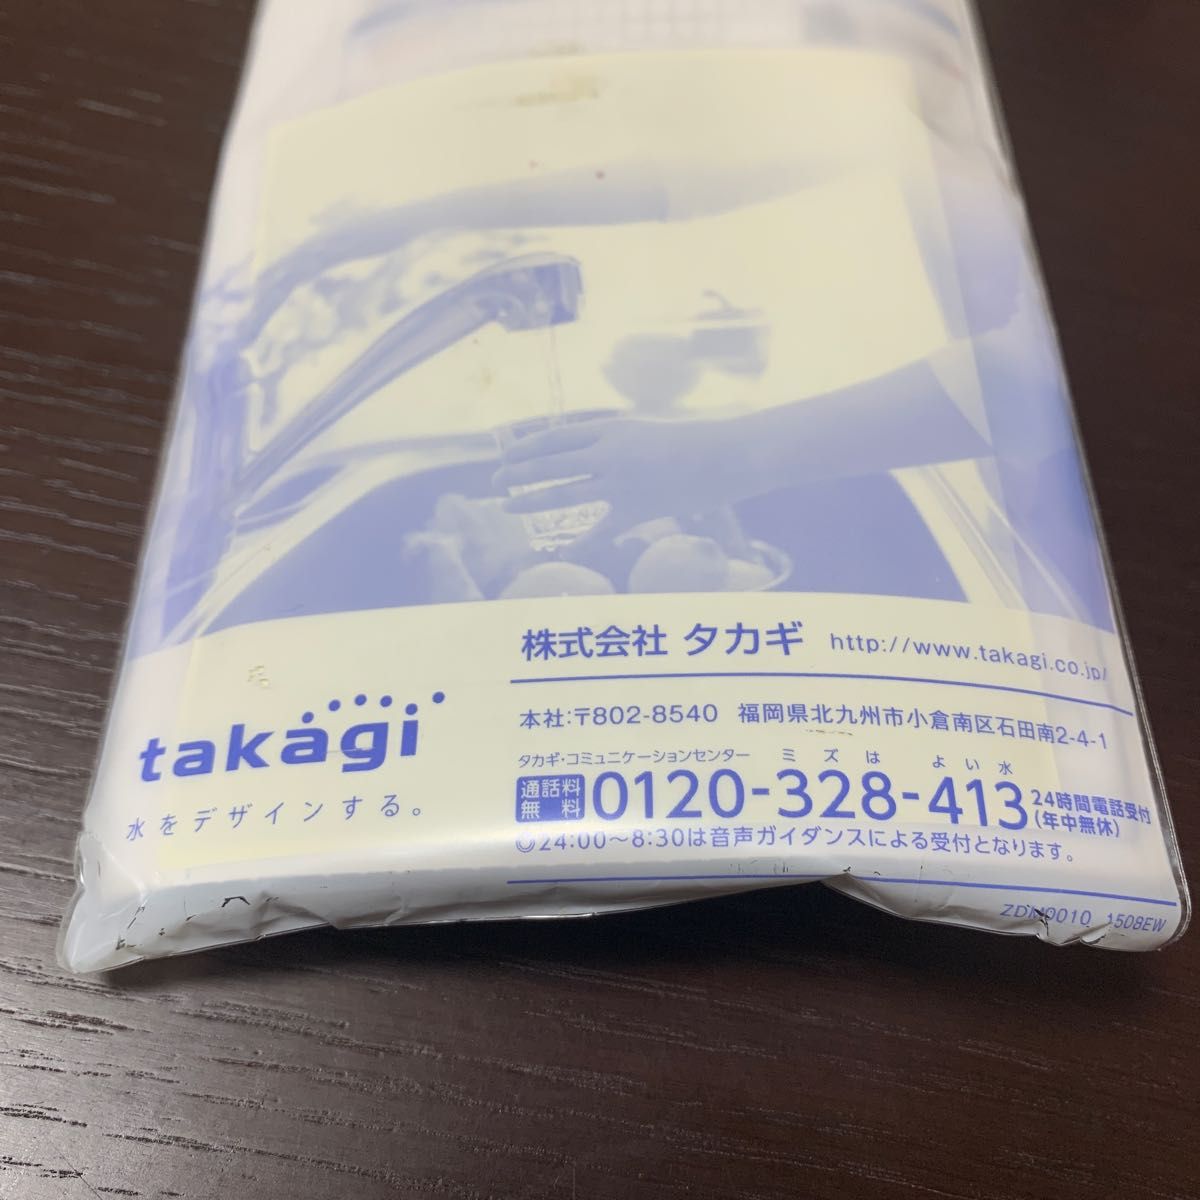 takagi
水をデザインする。
株式会社 タカギ http://www.takagi.co.jp/
本社:〒802-8540 福岡県北九州市小倉南区石田南2-4-1
タカギ・コミュニケーションセンター ミズは よい水
通話料無料 0120-328-413 24時間電話受付(年中無休)
◎24:00〜8:30は音声ガイダンスによる受付となります。
ZDM0010 1508EW